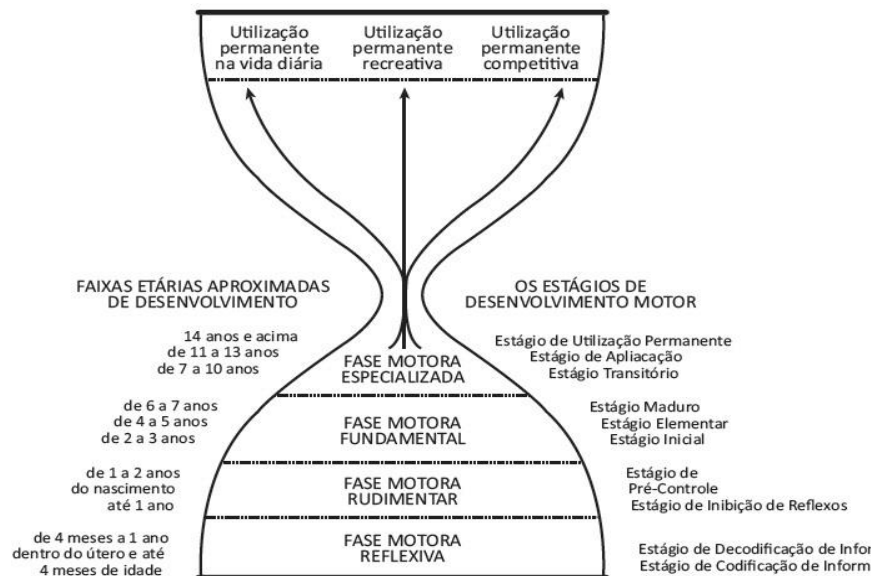 Utilização
permanente
na vida diária
Utilização
permanente
recreativa
Utilização
permanente
competitiva
FAIXAS ETÁRIAS APROXIMADAS
DE DESENVOLVIMENTO
OS ESTÁGIOS DE
DESENVOLVIMENTO MOTOR
14 anos e acima
de 11 a 13 anos
de 7 a 10 anos
FASE MOTORA
ESPECIALIZADA
Estágio de Utilização Permanente
Estágio de Apliacação
Estágio Transitório
de 6 a 7 anos
de 4 a 5 anos
de 2 a 3 anos
FASE MOTORA
FUNDAMENTAL
Estágio Maduro
Estágio Elementar
Estágio Inicial
de 1 a 2 anos
do nascimento
até 1 ano
FASE MOTORA
RUDIMENTAR
Estágio de
Pré-Controle
Estágio de Inibição de Reflexos
de 4 meses a 1 ano
dentro do útero e até
4 meses de idade
FASE MOTORA
REFLEXIVA
Estágio de Decodificação de
Estágio de Codificação de